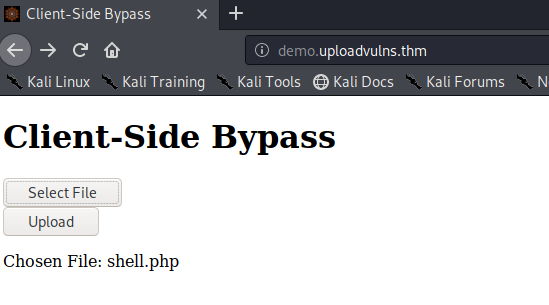 Client-Side Bypass
demo.uploadvulns.thm
Kali Linux Kali Training Kali Tools Kali Docs Kali Forums N
Client-Side Bypass
Select File
Upload
Chosen File: shell.php